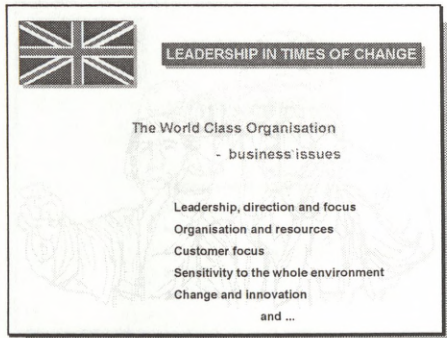 LEADERSHIP IN TIMES OF CHANGE
The World Class Organisation
- business issues
Leadership, direction and focus
Organisation and resources
Customer focus
Sensitivity to the whole environment
Change and innovation
and ...